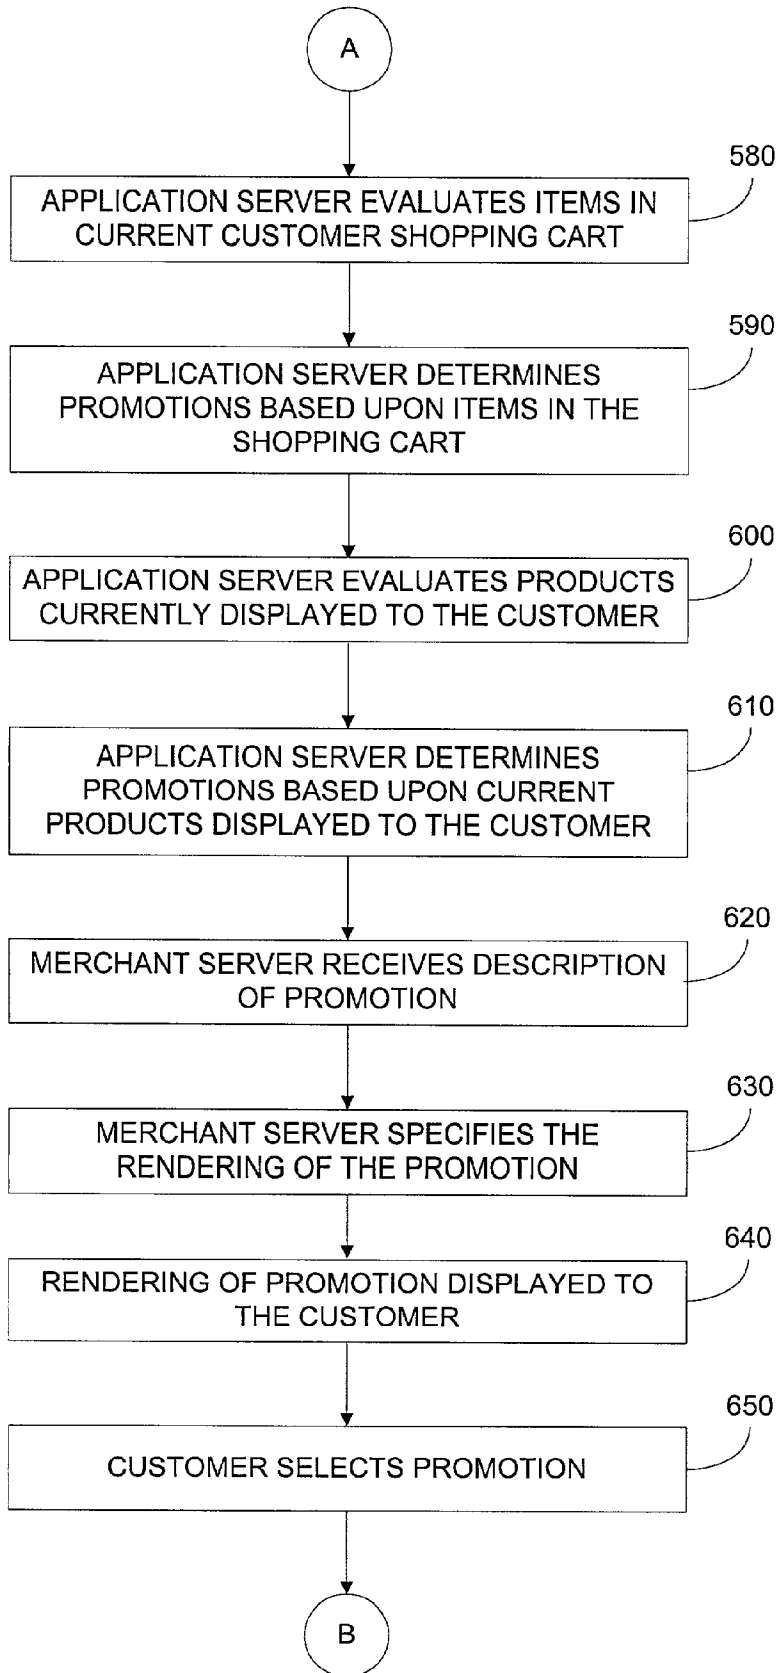 A
580
APPLICATION SERVER EVALUATES ITEMS IN
CURRENT CUSTOMER SHOPPING CART
590
APPLICATION SERVER DETERMINES
PROMOTIONS BASED UPON ITEMS IN THE
SHOPPING CART
600
APPLICATION SERVER EVALUATES PRODUCTS
CURRENTLY DISPLAYED TO THE CUSTOMER
610
APPLICATION SERVER DETERMINES
PROMOTIONS BASED UPON CURRENT
PRODUCTS DISPLAYED TO THE CUSTOMER
620
MERCHANT SERVER RECEIVES DESCRIPTION
OF PROMOTION
630
MERCHANT SERVER SPECIFIES THE
RENDERING OF THE PROMOTION
640
RENDERING OF PROMOTION DISPLAYED TO
THE CUSTOMER
650
CUSTOMER SELECTS PROMOTION
B